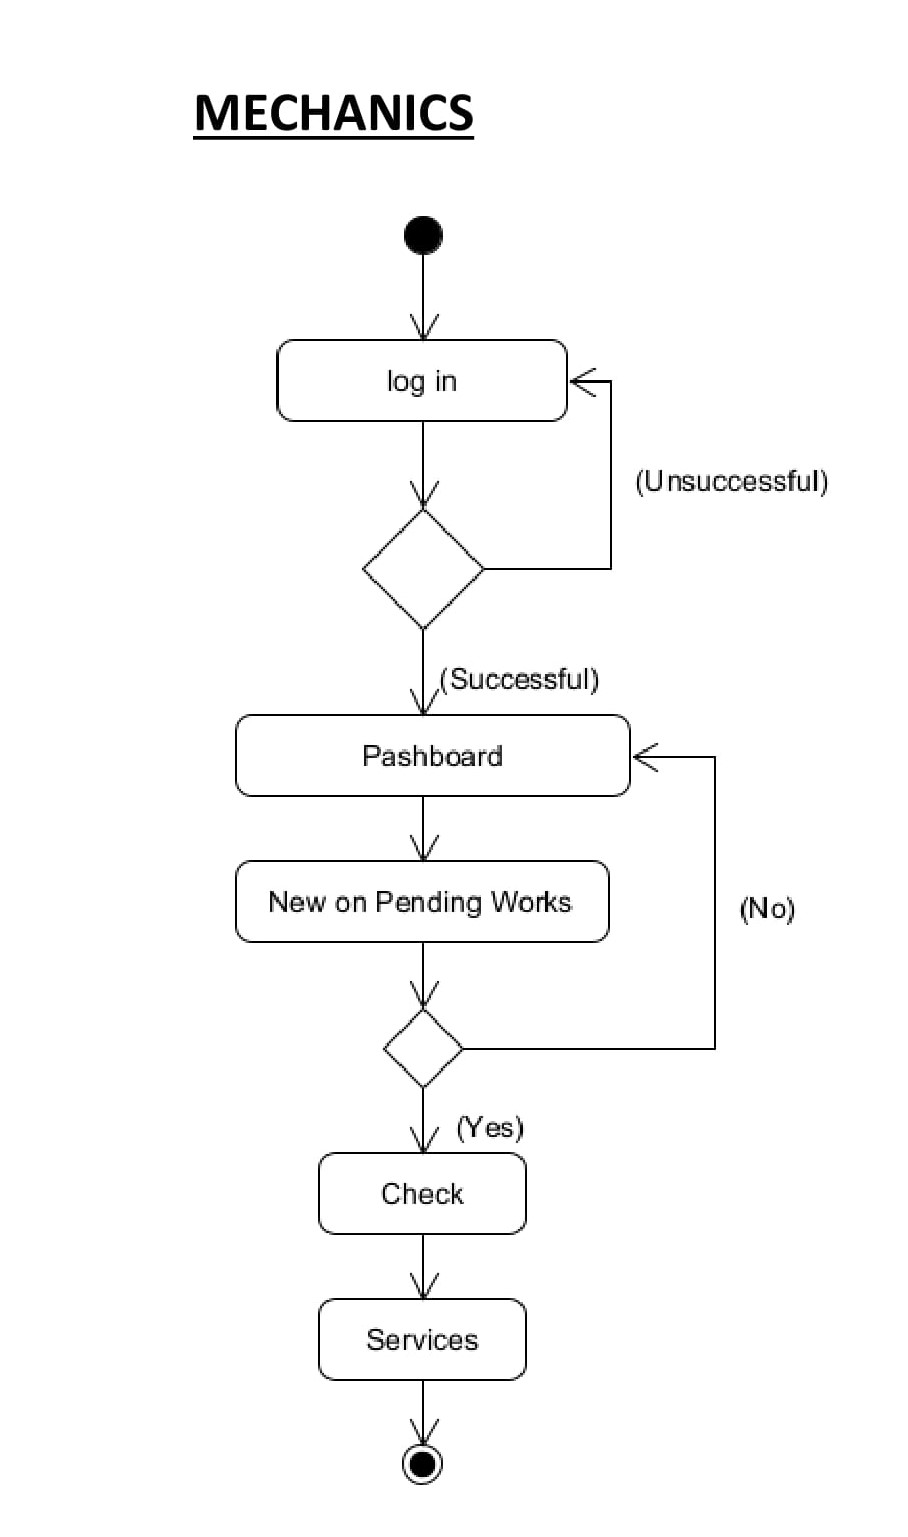 MECHANICS
log in
(Unsuccessful)
(Successful)
Pashboard
New on Pending Works
(No)
(Yes)
Check
Services